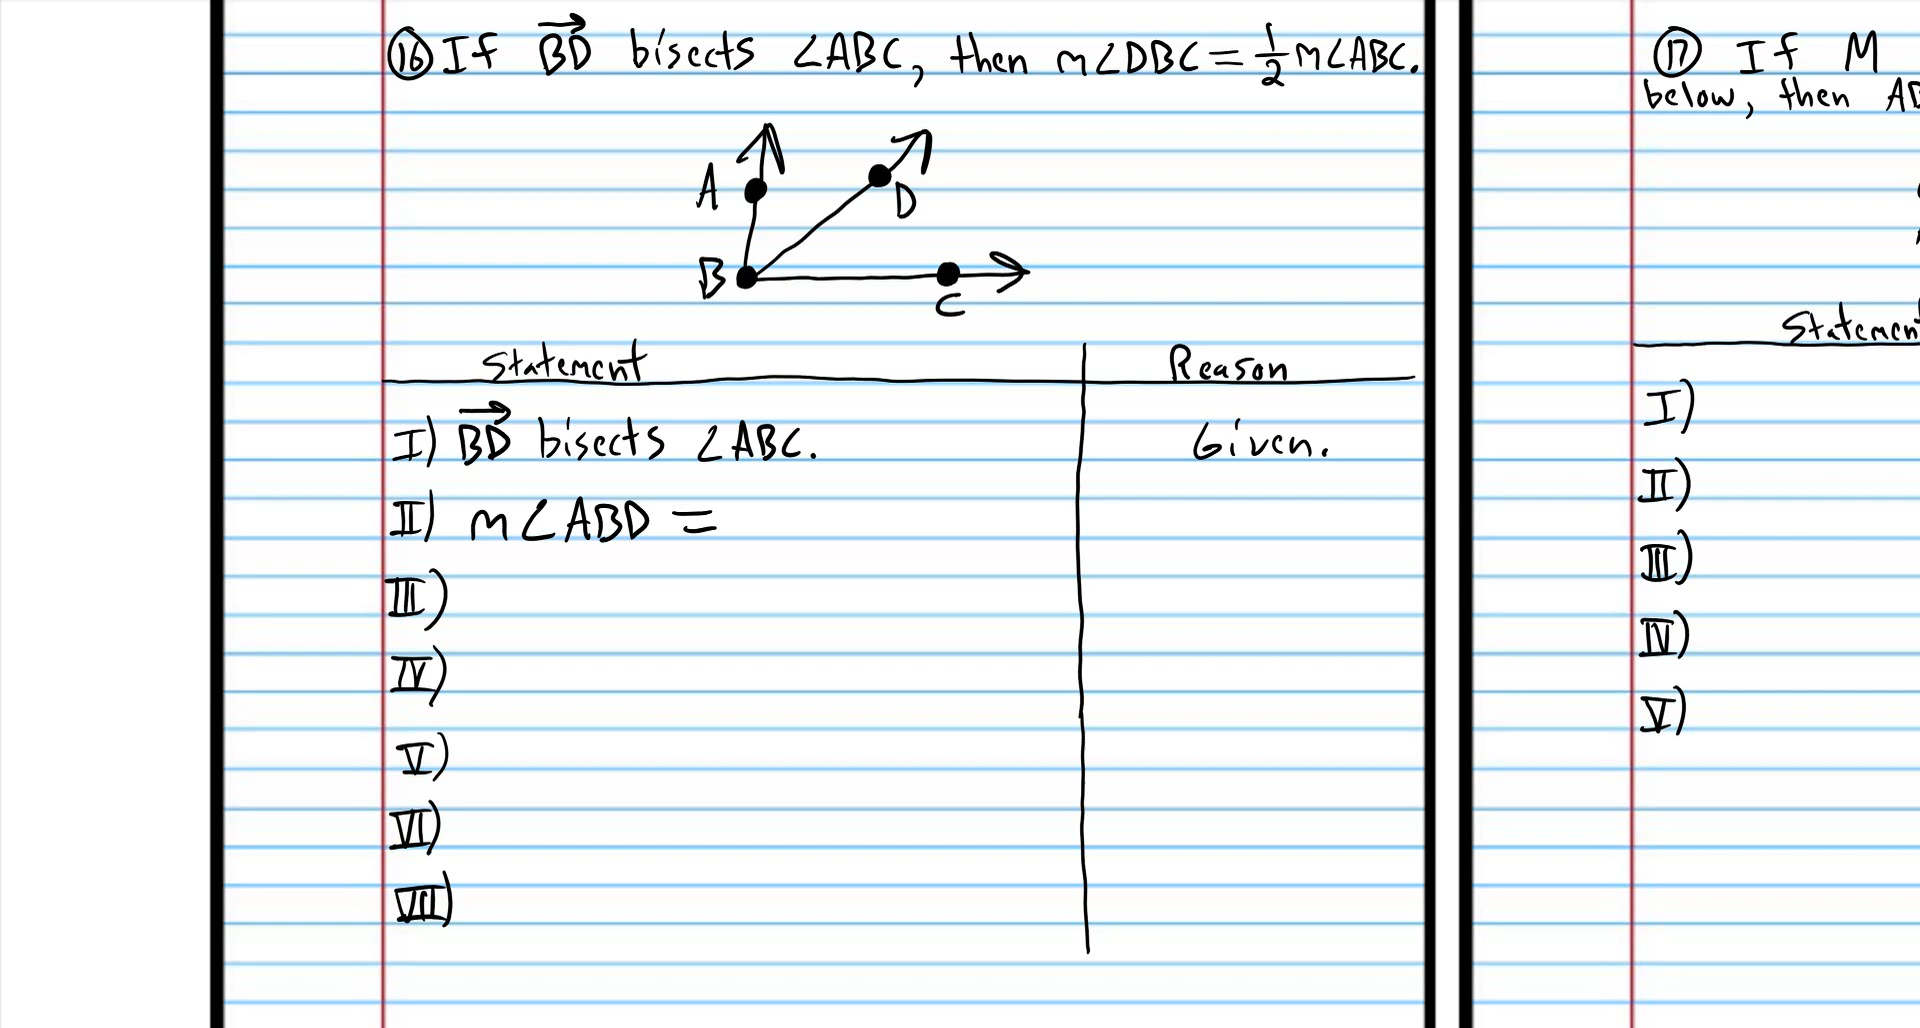 ⑯ If BD bisects ∠ABC, then m∠DBC = 1/2 m∠ABC.
A
D
B
C
Statement Reason
I) BD bisects ∠ABC. Given.
II) m∠ABD =
III)
IV)
V)
VI)
VII)
⑰ If M
below, then
Statemen
I)
II)
III)
IV)
V)